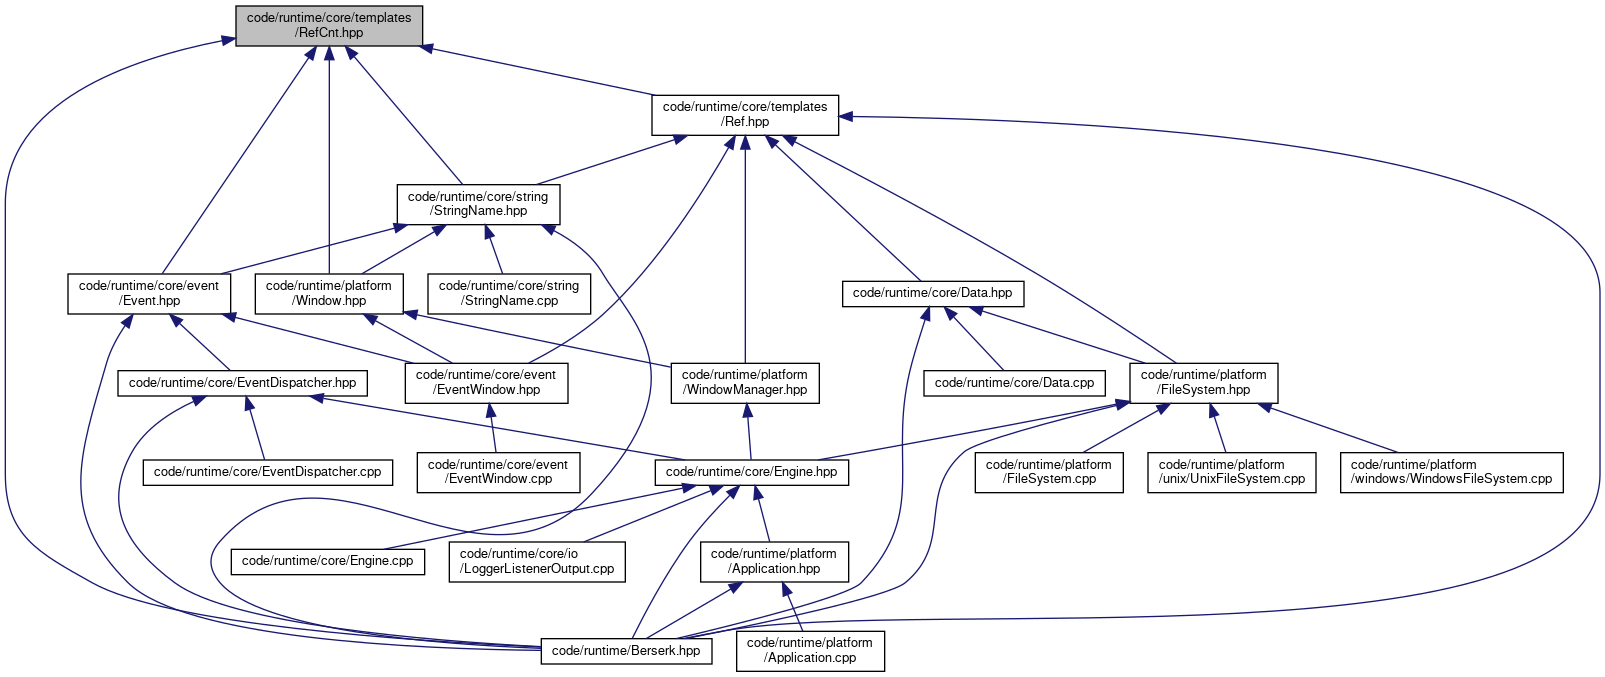 code/runtime/core/templates
/RefCnt.hpp
code/runtime/core/templates
/Ref.hpp
code/runtime/core/string
/StringName.hpp
code/runtime/core/event
/Event.hpp
code/runtime/platform
/Window.hpp
code/runtime/core/string
/StringName.cpp
code/runtime/core/Data.hpp
code/runtime/core/EventDispatcher.hpp
code/runtime/core/event
/EventWindow.hpp
code/runtime/platform
/WindowManager.hpp
code/runtime/core/Data.cpp
code/runtime/platform
/FileSystem.hpp
code/runtime/core/EventDispatcher.cpp
code/runtime/core/event
/EventWindow.cpp
code/runtime/core/Engine.hpp
code/runtime/platform
/FileSystem.cpp
code/runtime/platform
/unix/UnixFileSystem.cpp
code/runtime/platform
/windows/WindowsFileSystem.cpp
code/runtime/core/Engine.cpp
code/runtime/core/io
/LoggerListenerOutput.cpp
code/runtime/platform
/Application.hpp
code/runtime/Berserk.hpp
code/runtime/platform
/Application.cpp